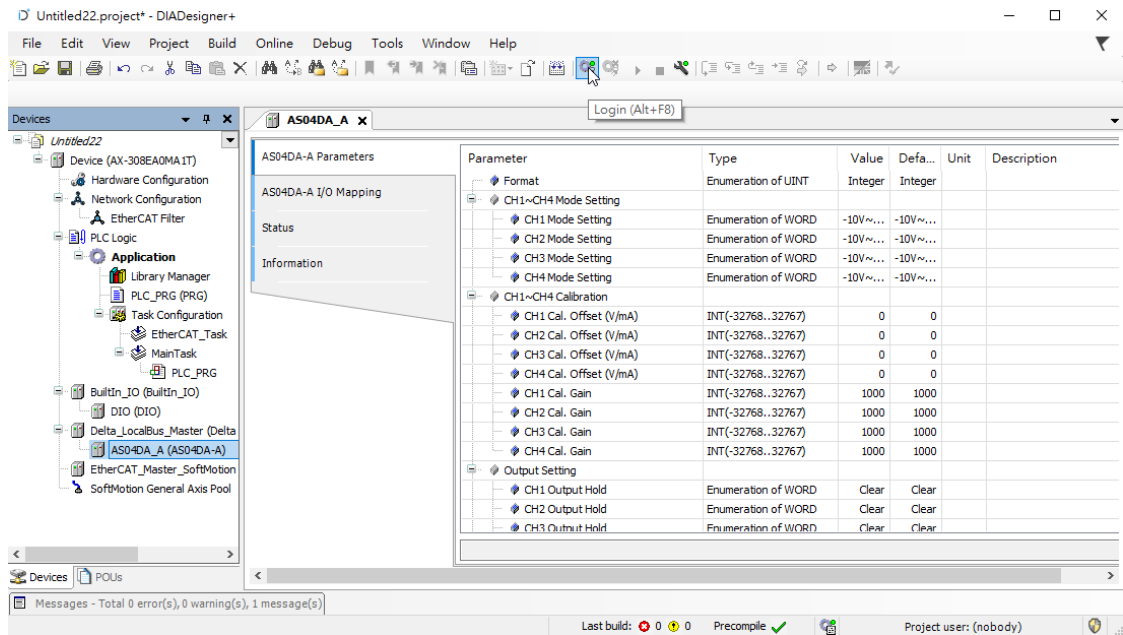 Untitled22.project* - DIADesigner+
File Edit View Project Build Online Debug Tools Window Help
Login (Alt+F8)
Devices
Untitled22
Device (AX-308EA0MA1T)
Hardware Configuration
Network Configuration
EtherCAT Filter
PLC Logic
Application
Library Manager
PLC_PRG (PRG)
Task Configuration
EtherCAT_Task
MainTask
PLC_PRG
BuiltIn_IO (BuiltIn_IO)
DIO (DIO)
Delta_LocalBus_Master (Delta
AS04DA_A (AS04DA-A)
EtherCAT_Master_SoftMotion
SoftMotion General Axis Pool
Devices POUs
AS04DA_A
AS04DA-A Parameters
AS04DA-A I/O Mapping
Status
Information
Parameter Type Value Defa... Unit Description
Format Enumeration of UINT Integer Integer
CH1~CH4 Mode Setting
CH1 Mode Setting Enumeration of WORD -10V~... -10V~...
CH2 Mode Setting Enumeration of WORD -10V~... -10V~...
CH3 Mode Setting Enumeration of WORD -10V~... -10V~...
CH4 Mode Setting Enumeration of WORD -10V~... -10V~...
CH1~CH4 Calibration
CH1 Cal. Offset (V/mA) INT(-32768..32767) 0 0
CH2 Cal. Offset (V/mA) INT(-32768..32767) 0 0
CH3 Cal. Offset (V/mA) INT(-32768..32767) 0 0
CH4 Cal. Offset (V/mA) INT(-32768..32767) 0 0
CH1 Cal. Gain INT(-32768..32767) 1000 1000
CH2 Cal. Gain INT(-32768..32767) 1000 1000
CH3 Cal. Gain INT(-32768..32767) 1000 1000
CH4 Cal. Gain INT(-32768..32767) 1000 1000
Output Setting
CH1 Output Hold Enumeration of WORD Clear Clear
CH2 Output Hold Enumeration of WORD Clear Clear
CH3 Output Hold Enumeration of WORD Clear Clear
Messages - Total 0 error(s), 0 warning(s), 1 message(s)
Last build: 0 0 Precompile Project user: (nobody)